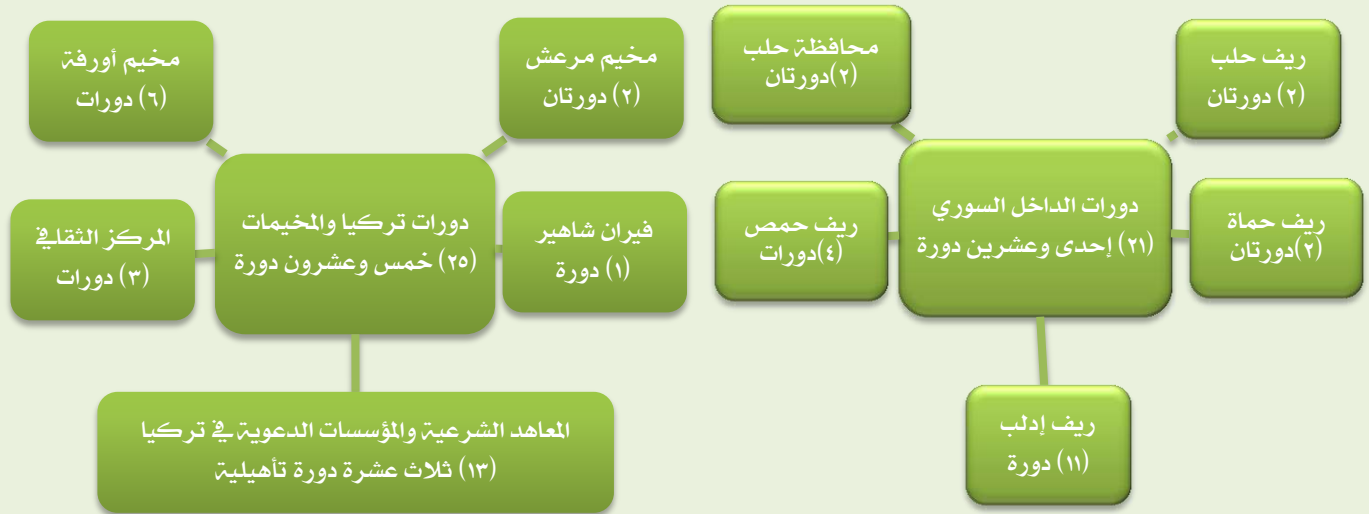 ريف حلب
(٢) دورتان
محافظة حلب
(٢)دورتان
دورات الداخل السوري
(٢١) إحدى وعشرين دورة
ريف حماة
(٢)دورتان
ريف حمص
(٤)دورات
ريف إدلب
(١١) دورة
مخيم مرعش
(٢) دورتان
مخيم أورفة
(٦) دورات
دورات تركيا والمخيمات
(٢٥) خمس وعشرون دورة
فيران شاهير
(١) دورة
المركز الثقافي
(٣) دورات
المعاهد الشرعية والمؤسسات الدعوية في تركيا
(١٣) ثلاث عشرة دورة تأهيلية